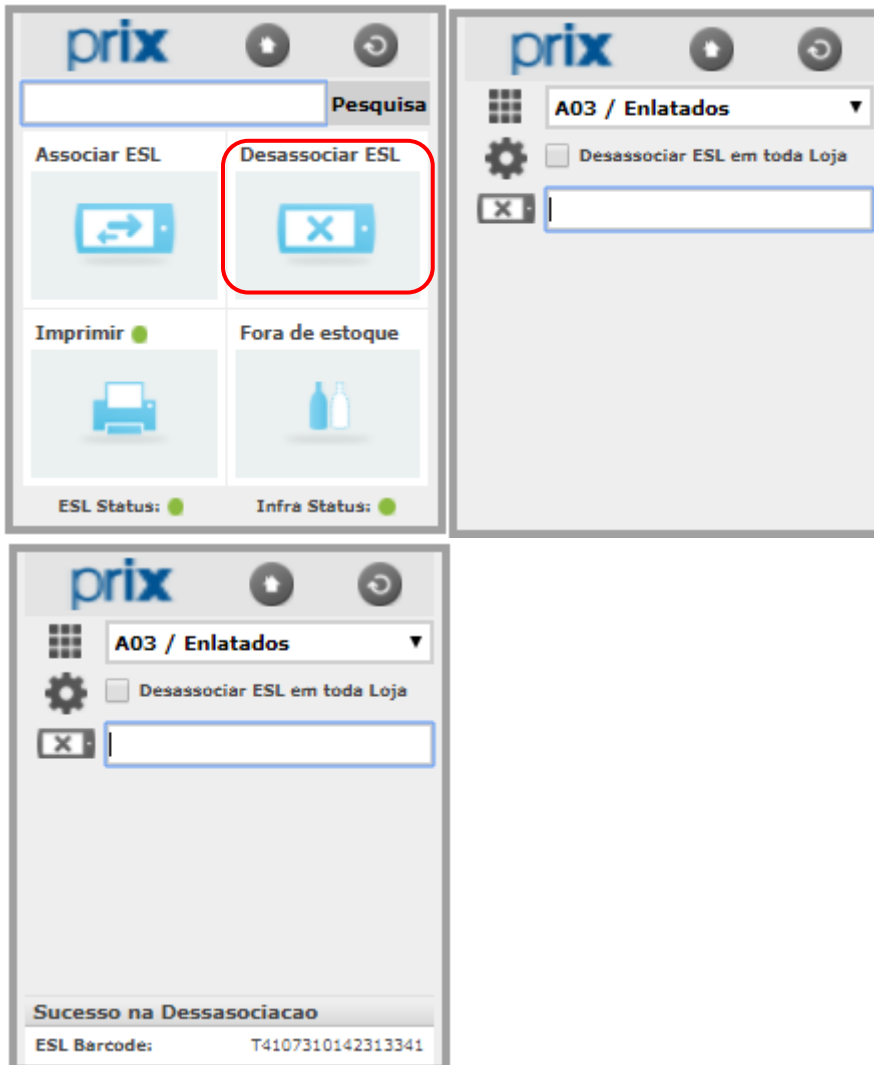 prix
Pesquisa
Associar ESL
Desassociar ESL
Imprimir
Fora de estoque
ESL Status:
Infra Status:
prix
A03 / Enlatados
Desassociar ESL em toda Loja
prix
A03 / Enlatados
Desassociar ESL em toda Loja
Sucesso na Dessasociacao
ESL Barcode: T4107310142313341